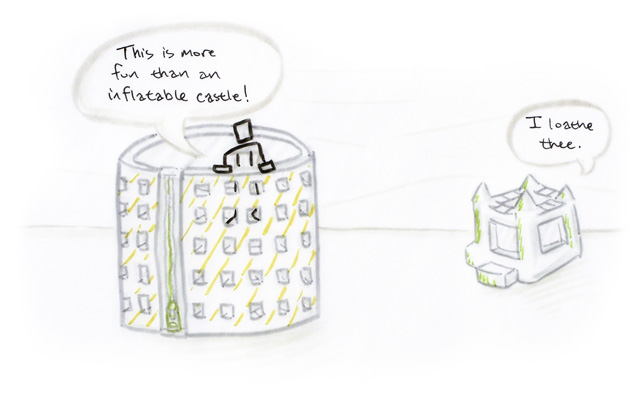 This is more
fun than an
inflatable castle!
I loathe
thee.